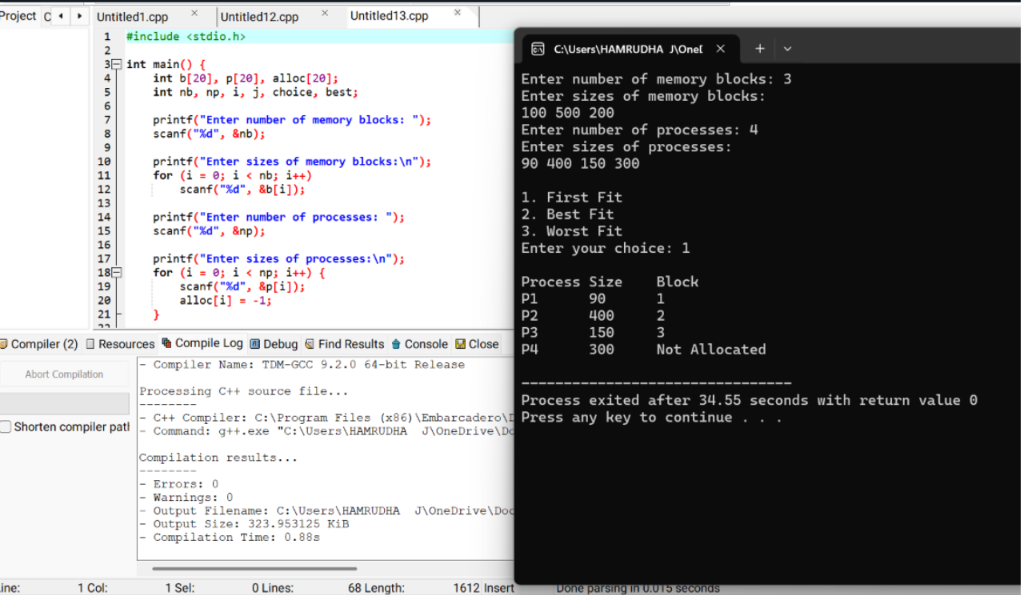 Project C
Untitled1.cpp × Untitled12.cpp × Untitled13.cpp ×
1 #include <stdio.h>
2
3 int main() {
4 int b[20], p[20], alloc[20];
5 int nb, np, i, j, choice, best;
6
7 printf("Enter number of memory blocks: ");
8 scanf("%d", &nb);
9
10 printf("Enter sizes of memory blocks:\n");
11 for (i = 0; i < nb; i++)
12 scanf("%d", &b[i]);
13
14 printf("Enter number of processes: ");
15 scanf("%d", &np);
16
17 printf("Enter sizes of processes:\n");
18 for (i = 0; i < np; i++) {
19 scanf("%d", &p[i]);
20 alloc[i] = -1;
21 }
22
Compiler (2) Resources Compile Log Debug Find Results Console Close
Abort Compilation
Shorten compiler path
- Compiler Name: TDM-GCC 9.2.0 64-bit Release
Processing C++ source file...
--------
- C++ Compiler: C:\Program Files (x86)\Embarcadero\D
- Command: g++.exe "C:\Users\HAMRUDHA J\OneDrive\Do
Compilation results...
--------
- Errors: 0
- Warnings: 0
- Output Filename: C:\Users\HAMRUDHA J\OneDrive\Doc
- Output Size: 323.953125 KiB
- Compilation Time: 0.88s
Line: 1 Col: 1 Sel: 0 Lines: 68 Length: 1612 Insert Done parsing in 0.015 seconds
C:\Users\HAMRUDHA J\OneD × +
Enter number of memory blocks: 3
Enter sizes of memory blocks:
100 500 200
Enter number of processes: 4
Enter sizes of processes:
90 400 150 300
1. First Fit
2. Best Fit
3. Worst Fit
Enter your choice: 1
Process Size Block
P1 90 1
P2 400 2
P3 150 3
P4 300 Not Allocated
--------------------------------
Process exited after 34.55 seconds with return value 0
Press any key to continue . . .